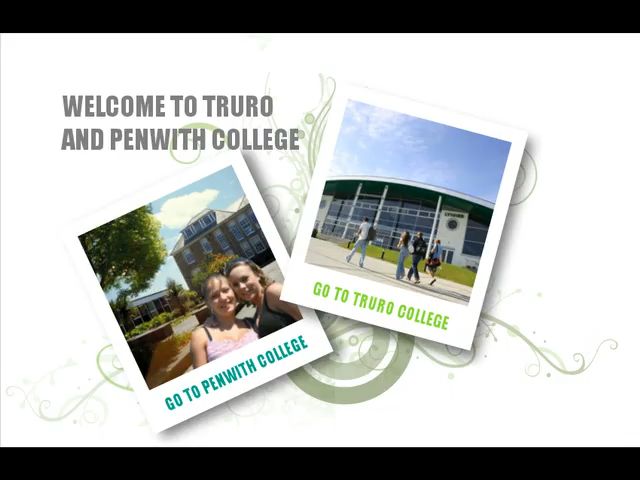 WELCOME TO TRURO
AND PENWITH COLLEGE
GO TO TRURO COLLEGE
GO TO PENWITH COLLEGE